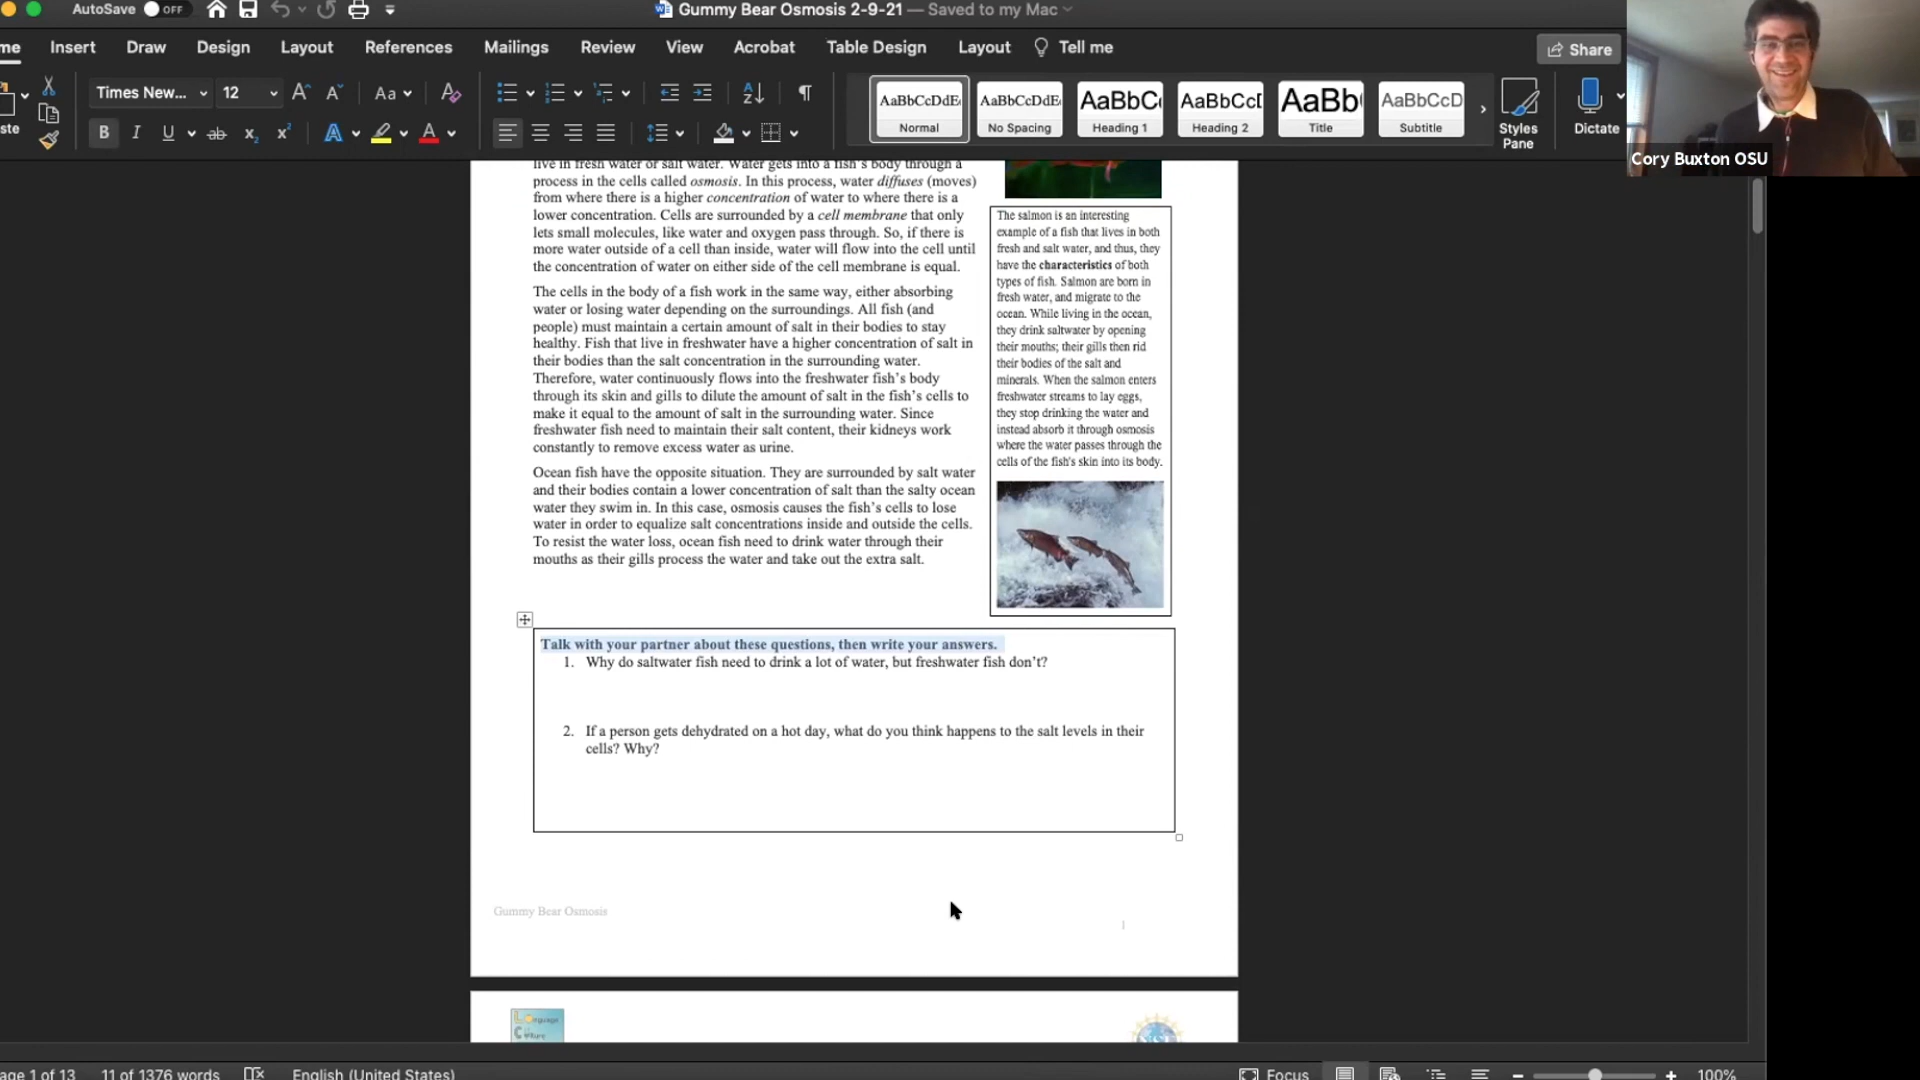 AutoSave OFF
Gummy Bear Osmosis 2-9-21 — Saved to my Mac
me Insert Draw Design Layout References Mailings Review View Acrobat Table Design Layout Tell me Share
Times New... 12
AaBbCcDdE AaBbCcDdE AaBbC AaBbCcD AaBb AaBbCcD
Normal No Spacing Heading 1 Heading 2 Title Subtitle
Styles
Pane
Dictate
Cory Buxton OSU
live in fresh water or salt water. Water gets into a fish's body through a
process in the cells called osmosis. In this process, water diffuses (moves)
from where there is a higher concentration of water to where there is a
lower concentration. Cells are surrounded by a cell membrane that only
lets small molecules, like water and oxygen pass through. So, if there is
more water outside of a cell than inside, water will flow into the cell until
the concentration of water on either side of the cell membrane is equal.
The cells in the body of a fish work in the same way, either absorbing
water or losing water depending on the surroundings. All fish (and
people) must maintain a certain amount of salt in their bodies to stay
healthy. Fish that live in freshwater have a higher concentration of salt in
their bodies than the salt concentration in the surrounding water.
Therefore, water continuously flows into the freshwater fish's body
through its skin and gills to dilute the amount of salt in the fish's cells to
make it equal to the amount of salt in the surrounding water. Since
freshwater fish need to maintain their salt content, their kidneys work
constantly to remove excess water as urine.
Ocean fish have the opposite situation. They are surrounded by salt water
and their bodies contain a lower concentration of salt than the salty ocean
water they swim in. In this case, osmosis causes the fish's cells to lose
water in order to equalize salt concentrations inside and outside the cells.
To resist the water loss, ocean fish need to drink water through their
mouths as their gills process the water and take out the extra salt.
The salmon is an interesting
example of a fish that lives in both
fresh and salt water, and thus, they
have the characteristics of both
types of fish. Salmon are born in
fresh water, and migrate to the
ocean. While living in the ocean,
they drink saltwater by opening
their mouths; their gills then rid
their bodies of the salt and
minerals. When the salmon enters
freshwater streams to lay eggs,
they stop drinking the water and
instead absorb it through osmosis
where the water passes through the
cells of the fish's skin into its body.
Talk with your partner about these questions, then write your answers.
1. Why do saltwater fish need to drink a lot of water, but freshwater fish don't?
2. If a person gets dehydrated on a hot day, what do you think happens to the salt levels in their
cells? Why?
Gummy Bear Osmosis
Language
Culture
age 1 of 13 11 of 1376 words English (United States) Focus 100%